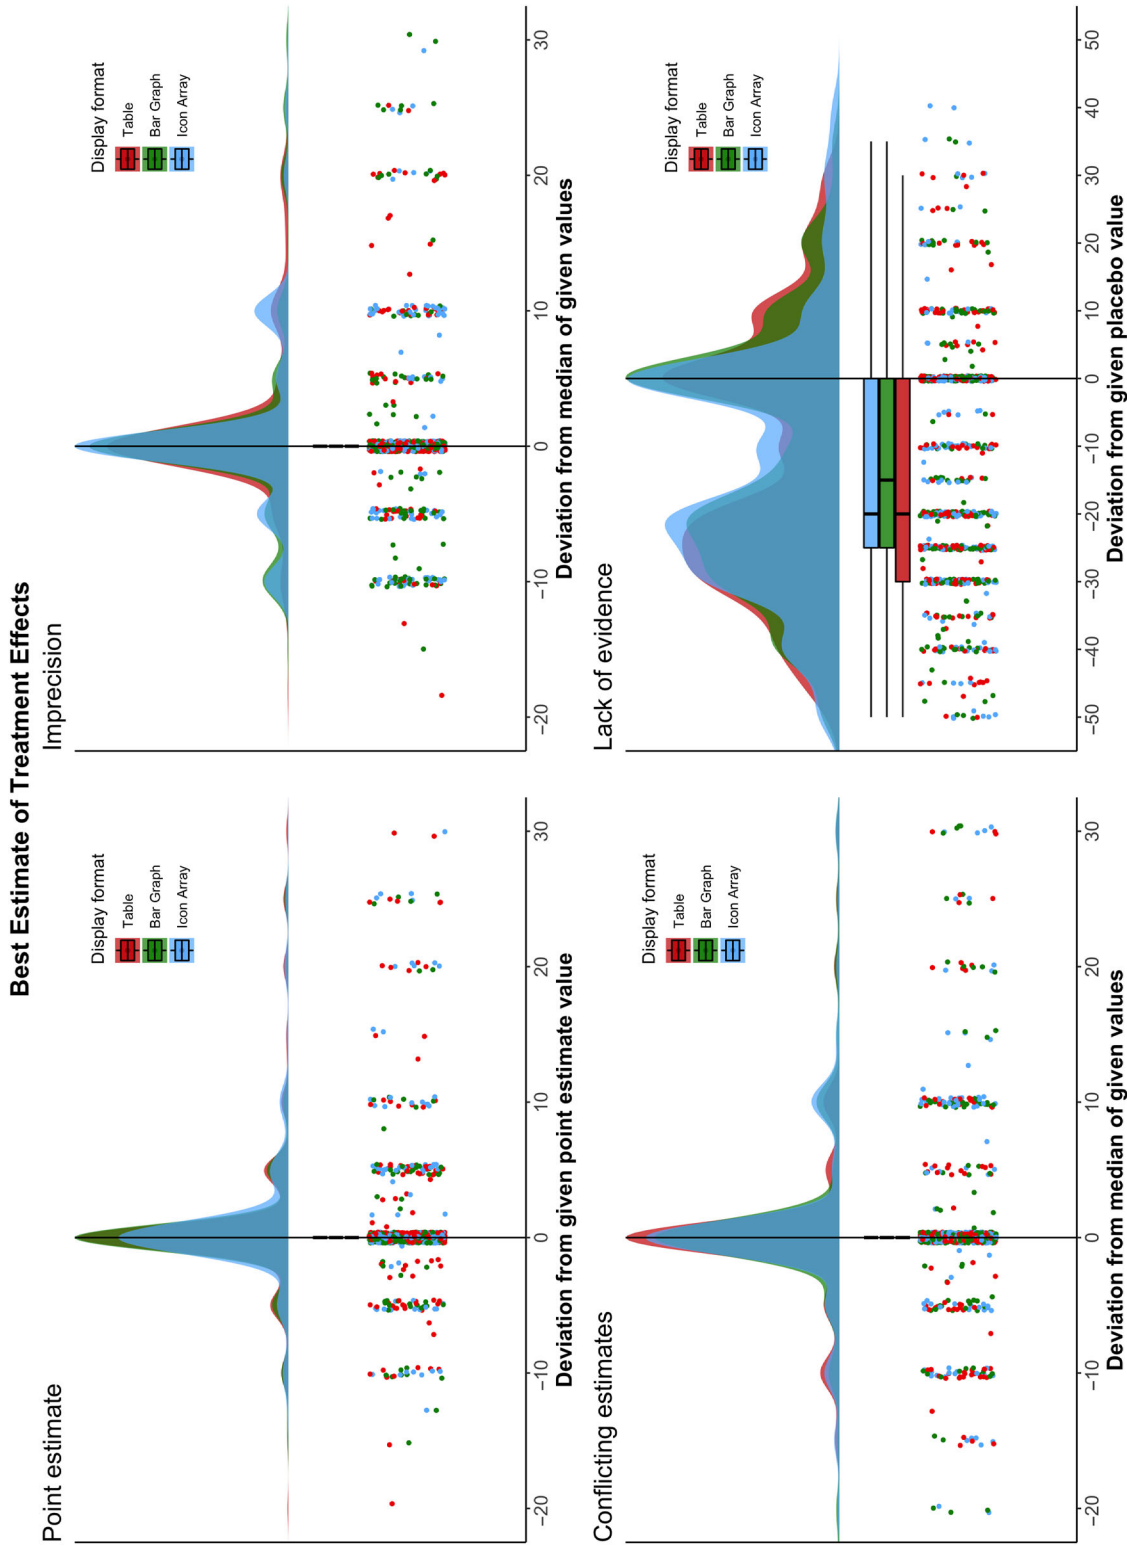 Best Estimate of Treatment Effects
Point estimate
Display format
Table
Bar Graph
Icon Array
−20 −10 0 10 20 30
Deviation from given point estimate value
Imprecision
Display format
Table
Bar Graph
Icon Array
−20 −10 0 10 20 30
Deviation from median of given values
Conflicting estimates
Display format
Table
Bar Graph
Icon Array
−20 −10 0 10 20 30
Deviation from median of given values
Lack of evidence
Display format
Table
Bar Graph
Icon Array
−50 −40 −30 −20 −10 0 10 20 30 40 50
Deviation from given placebo value